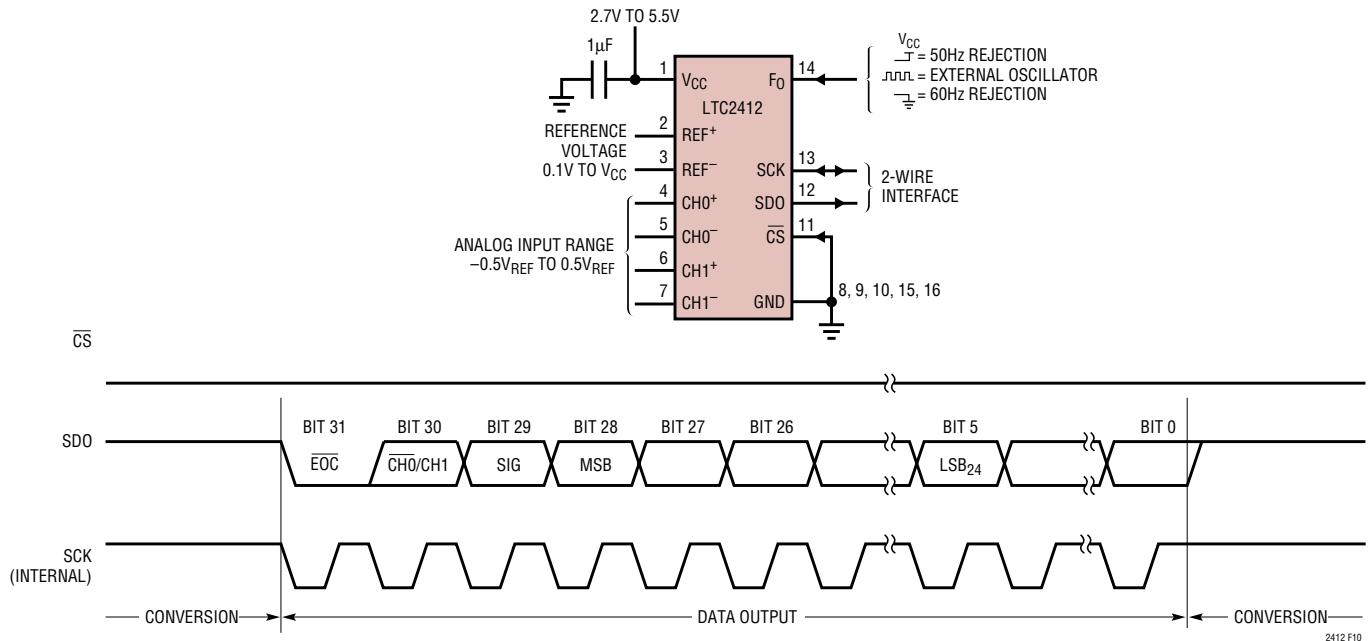 2.7V TO 5.5V
1µF
1
VCC
14
FO
LTC2412
VCC
= 50Hz REJECTION
= EXTERNAL OSCILLATOR
= 60Hz REJECTION
REFERENCE
VOLTAGE
0.1V TO VCC
2
REF+
3
REF–
SCK
13
SDO
12
2-WIRE
INTERFACE
ANALOG INPUT RANGE
–0.5VREF TO 0.5VREF
4
CH0+
5
CH0–
6
CH1+
7
CH1–
C̅S̅
11
GND
8, 9, 10, 15, 16
C̅S̅
SDO
BIT 31
BIT 30
BIT 29
BIT 28
BIT 27
BIT 26
BIT 5
BIT 0
E̅O̅C̅
C̅H̅0̅/CH1
SIG
MSB
LSB24
SCK
(INTERNAL)
CONVERSION
DATA OUTPUT
CONVERSION
2412 F10